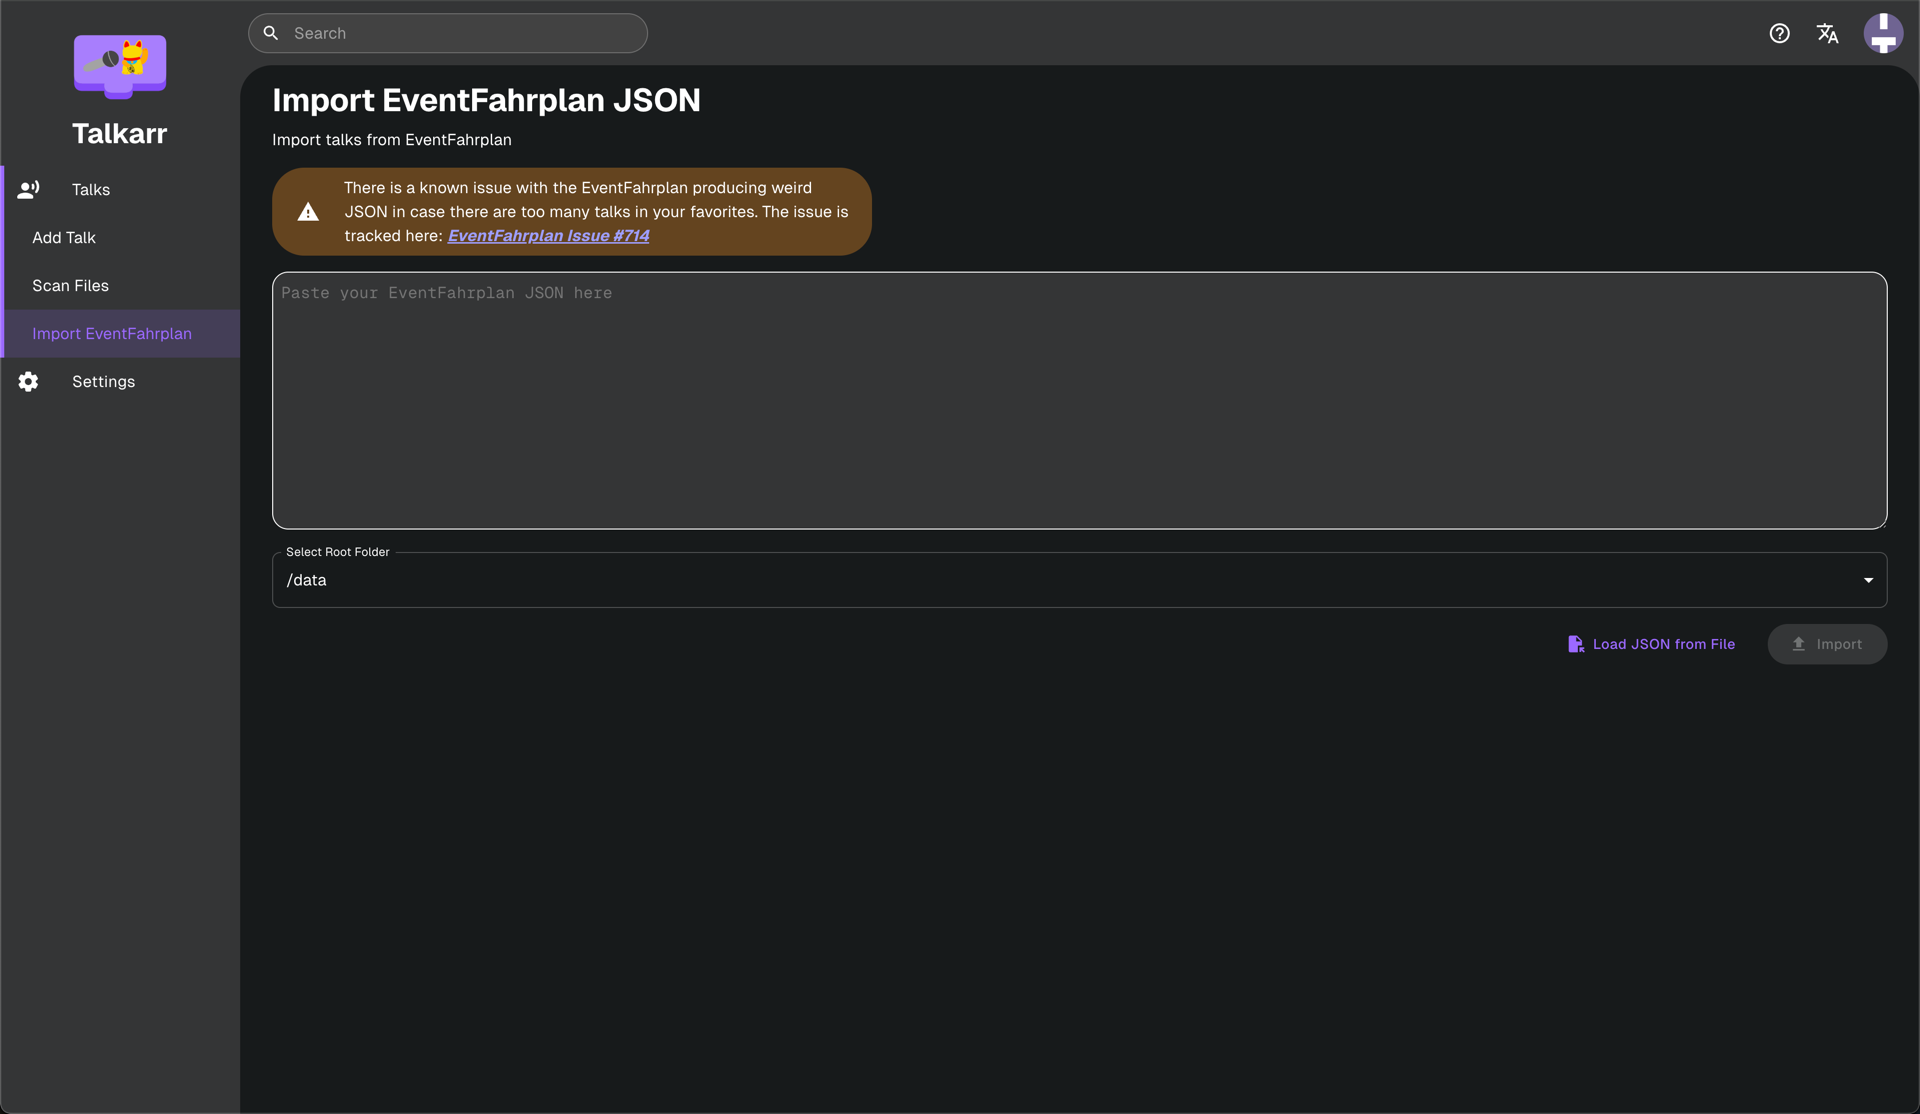 Search
Talkarr
Talks
Add Talk
Scan Files
Import EventFahrplan
Settings
Import EventFahrplan JSON
Import talks from EventFahrplan
There is a known issue with the EventFahrplan producing weird
JSON in case there are too many talks in your favorites. The issue is
tracked here: EventFahrplan Issue #714
Paste your EventFahrplan JSON here
Select Root Folder
/data
Load JSON from File
Import